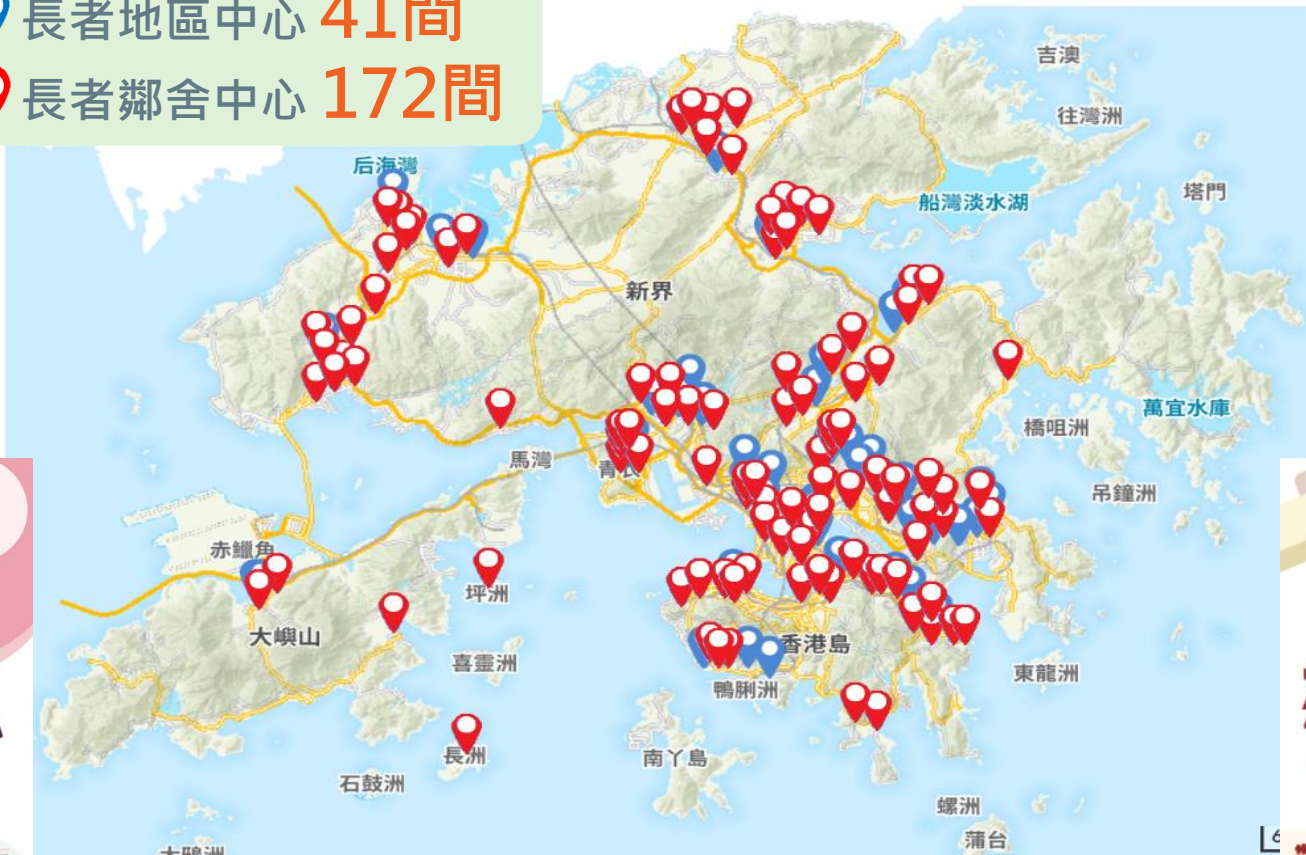 長者地區中心 41間
長者鄰舍中心 172間
吉澳
往灣洲
后海灣
塔門
船灣淡水湖
新界
萬宜水庫
橋咀洲
馬灣
青衣
吊鐘洲
赤鱲角
坪洲
大嶼山
香港島
喜靈洲
東龍洲
鴨脷洲
長洲
南丫島
石鼓洲
螺洲
蒲台